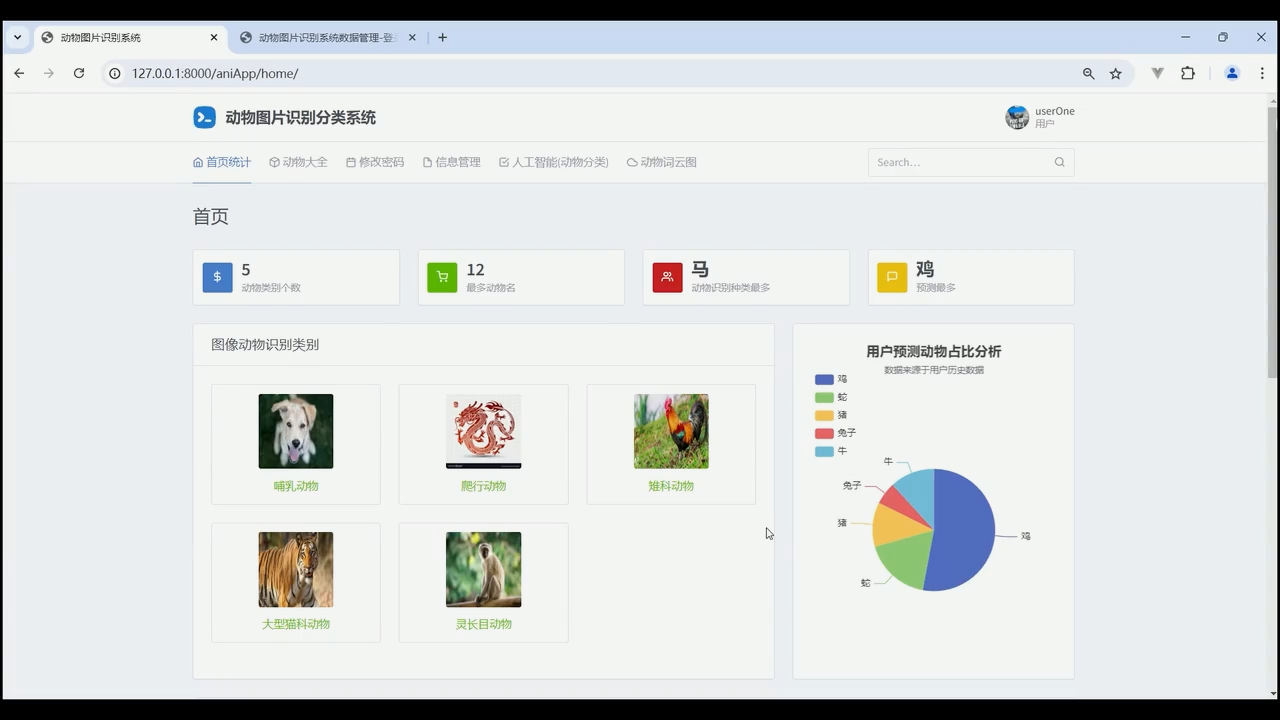 动物图片识别系统
动物图片识别系统数据管理-登
127.0.0.1:8000/aniApp/home/
动物图片识别分类系统
userOne
用户
首页统计
动物大全
修改密码
信息管理
人工智能(动物分类)
动物词云图
Search…
首页
5
动物类别个数
12
最多动物名
马
动物识别种类最多
鸡
预测最多
图像动物识别类别
哺乳动物
爬行动物
雉科动物
大型猫科动物
灵长目动物
用户预测动物占比分析
数据来源于用户历史数据
鸡
蛇
猪
兔子
牛
牛
兔子
猪
蛇
鸡